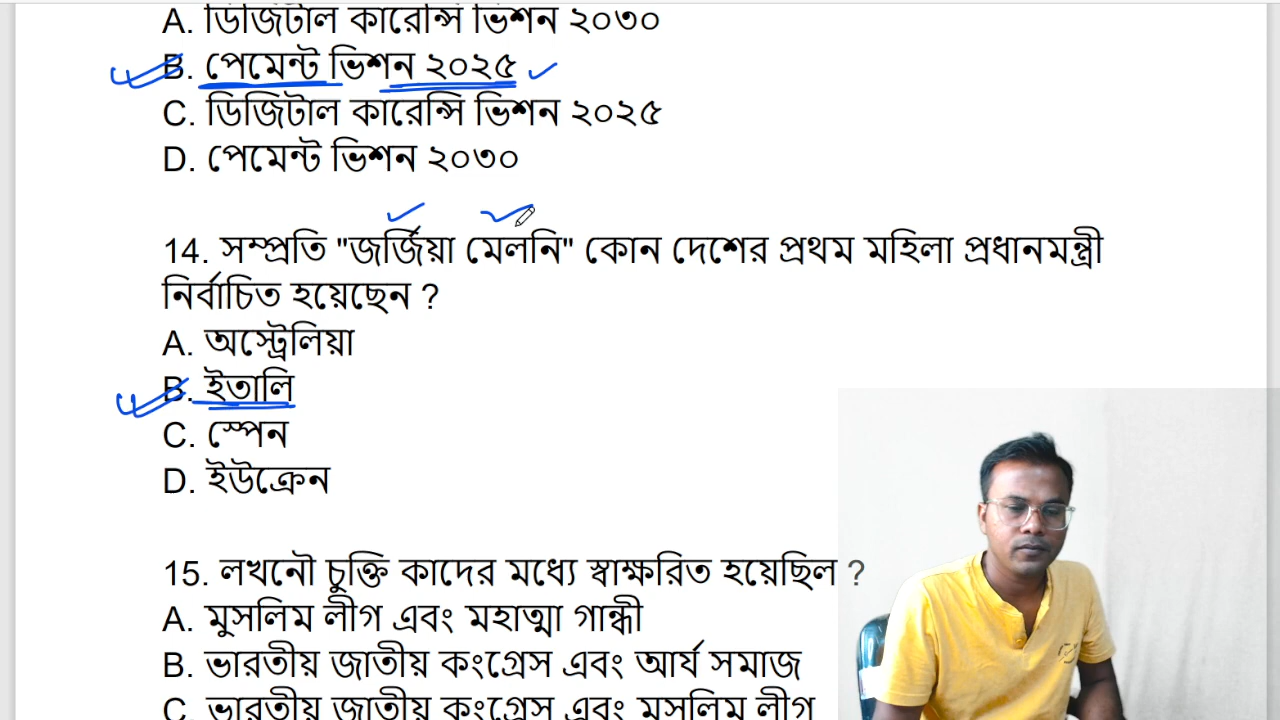 A. ডিজিটাল কারেন্সি ভিশন ২০৩০
B. পেমেন্ট ভিশন ২০২৫
C. ডিজিটাল কারেন্সি ভিশন ২০২৫
D. পেমেন্ট ভিশন ২০৩০
14. সম্প্রতি "জর্জিয়া মেলনি" কোন দেশের প্রথম মহিলা প্রধানমন্ত্রী
নির্বাচিত হয়েছেন ?
A. অস্ট্রেলিয়া
B. ইতালি
C. স্পেন
D. ইউক্রেন
15. লখনৌ চুক্তি কাদের মধ্যে স্বাক্ষরিত হয়েছিল ?
A. মুসলিম লীগ এবং মহাত্মা গান্ধী
B. ভারতীয় জাতীয় কংগ্রেস এবং আর্য সমাজ
C. ভারতীয় জাতীয় কংগ্রেস এবং মুসলিম লীগ